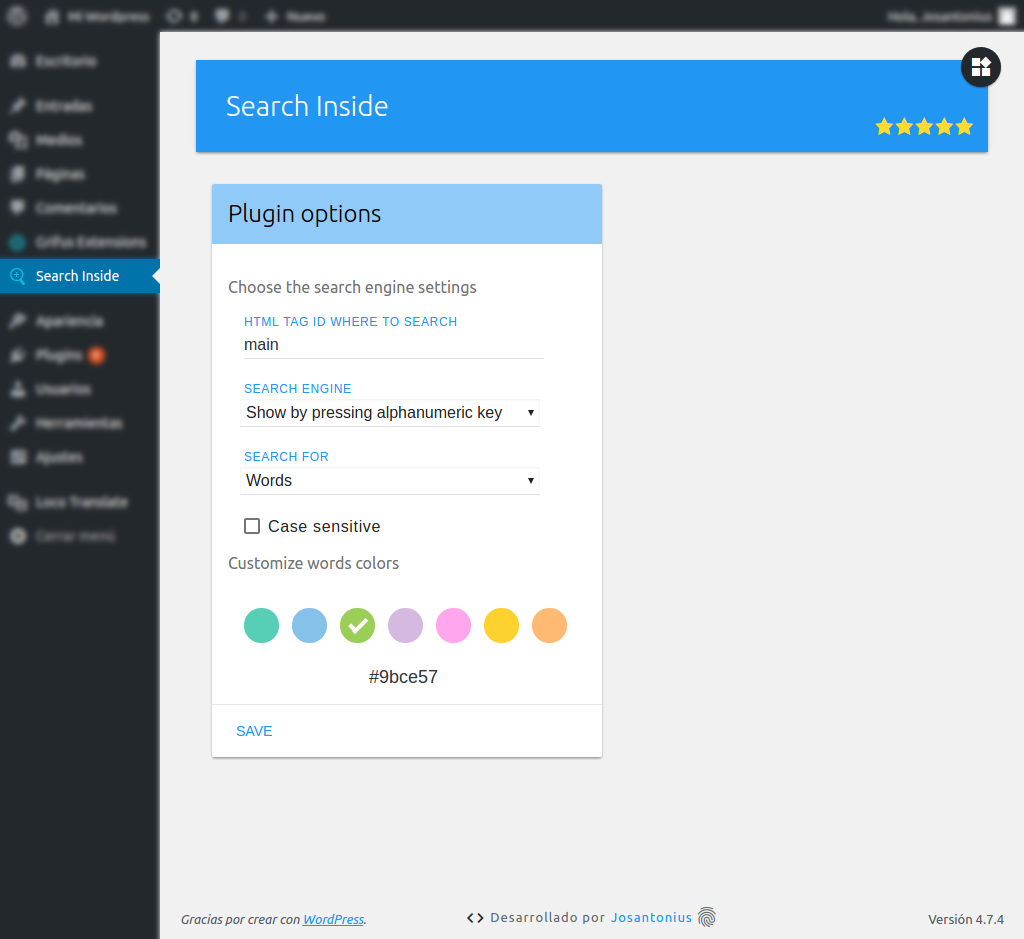 Mi Wordpress
Nuevo
Hola, Josantonius
Escritorio
Entradas
Medios
Páginas
Comentarios
Grifus Extensions
Search Inside
Apariencia
Plugins
Usuarios
Herramientas
Ajustes
Loco Translate
Cerrar menú
Search Inside
Plugin options
Choose the search engine settings
HTML TAG ID WHERE TO SEARCH
main
SEARCH ENGINE
Show by pressing alphanumeric key
SEARCH FOR
Words
Case sensitive
Customize words colors
#9bce57
SAVE
Gracias por crear con WordPress.
Desarrollado por Josantonius
Versión 4.7.4